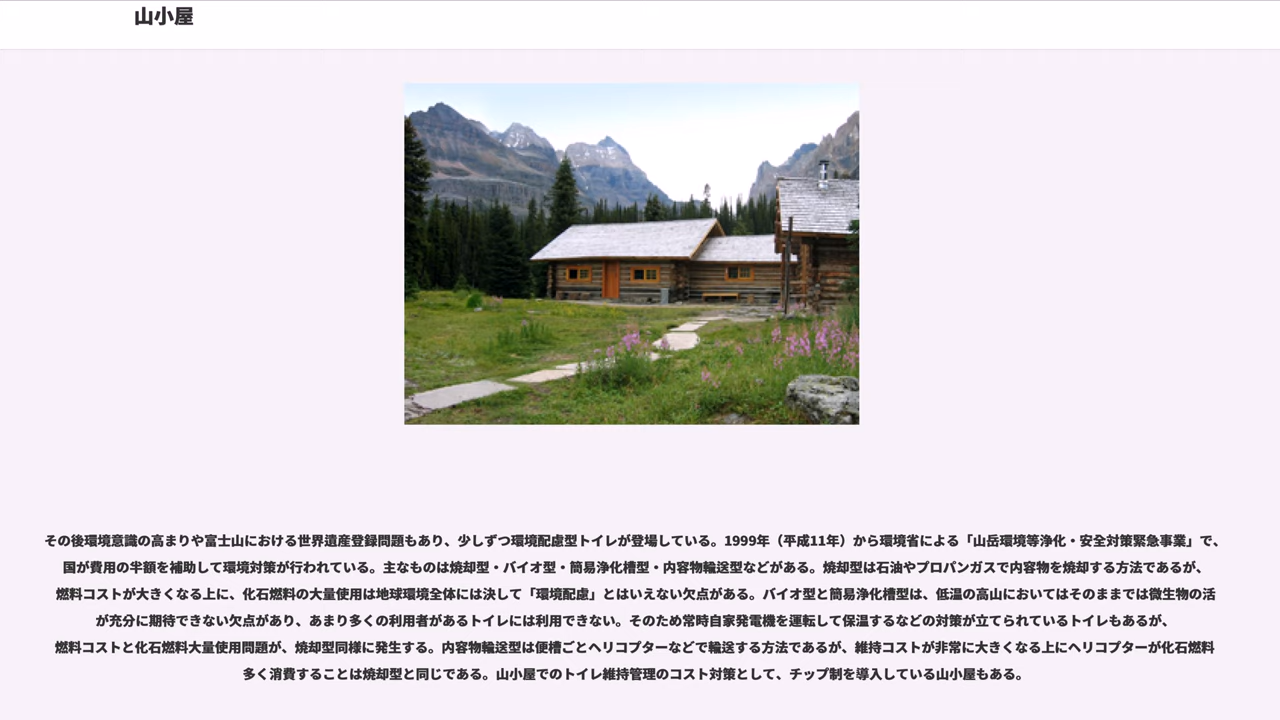 山小屋
その後環境意識の高まりや富士山における世界遺産登録問題もあり、少しずつ環境配慮型トイレが登場している。1999年（平成11年）から環境省による「山岳環境等浄化・安全対策緊急事業」で、
国が費用の半額を補助して環境対策が行われている。主なものは焼却型・バイオ型・簡易浄化槽型・内容物輸送型などがある。焼却型は石油やプロパンガスで内容物を焼却する方法であるが、
燃料コストが大きくなる上に、化石燃料の大量使用は地球環境全体には決して「環境配慮」とはいえない欠点がある。バイオ型と簡易浄化槽型は、低温の高山においてはそのままでは微生物の活
が充分に期待できない欠点があり、あまり多くの利用者があるトイレには利用できない。そのため常時自家発電機を運転して保温するなどの対策が立てられているトイレもあるが、
燃料コストと化石燃料大量使用問題が、焼却型同様に発生する。内容物輸送型は便槽ごとヘリコプターなどで輸送する方法であるが、維持コストが非常に大きくなる上にヘリコプターが化石燃料
多く消費することは焼却型と同じである。山小屋でのトイレ維持管理のコスト対策として、チップ制を導入している山小屋もある。